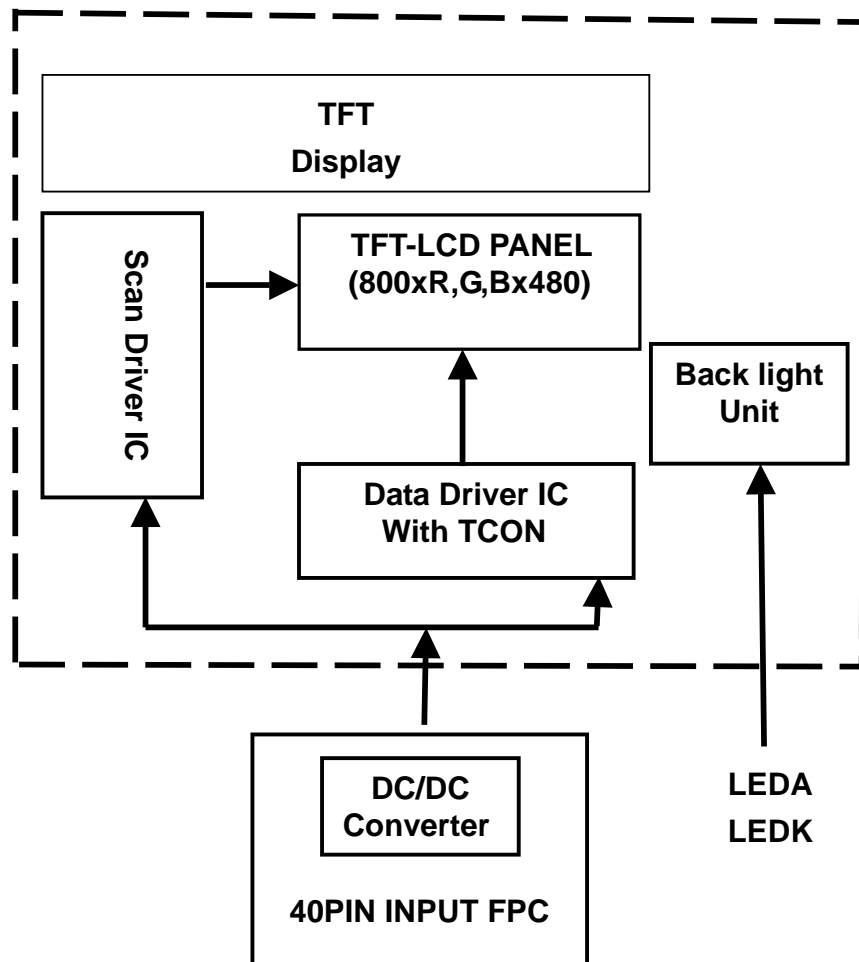 TFT
Display
Scan Driver IC
TFT-LCD PANEL
(800xR,G,Bx480)
Back light
Unit
Data Driver IC
With TCON
DC/DC
Converter
40PIN INPUT FPC
LEDA
LEDK